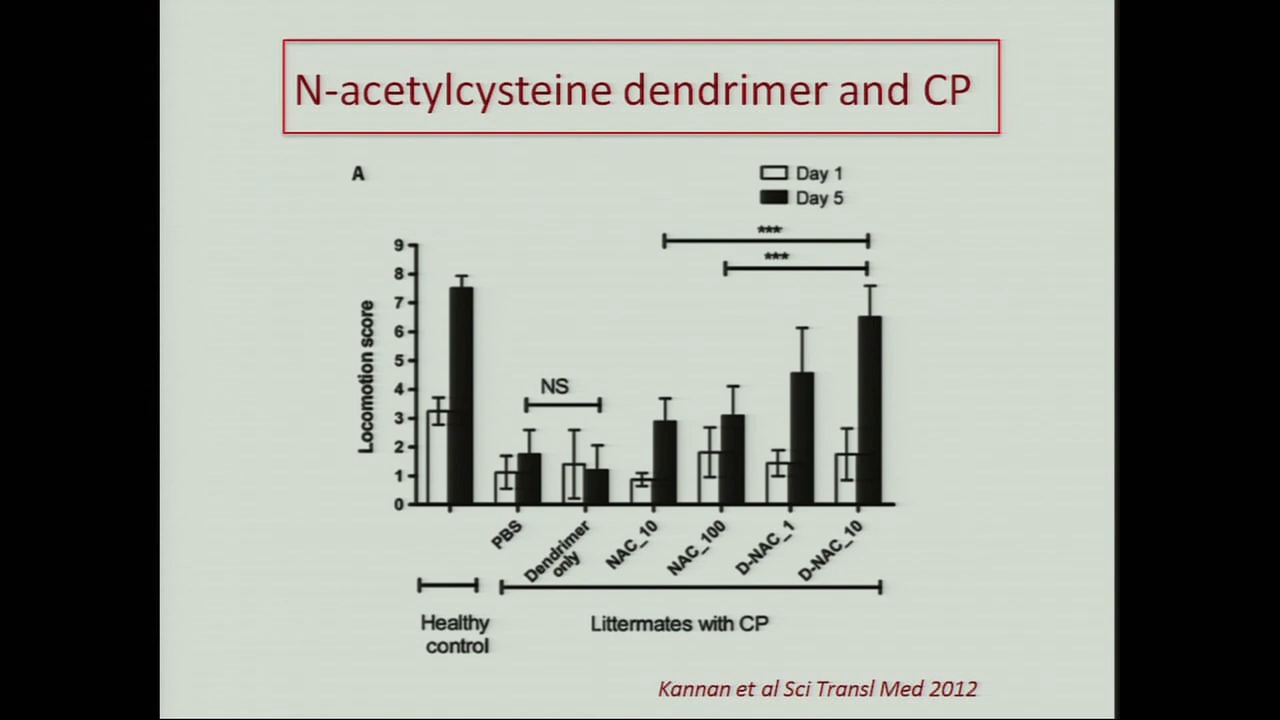 N-acetylcysteine dendrimer and CP
A
Day 1
Day 5
***
***
9
8
7
6
5
4
3
2
1
0
Locomotion score
NS
PBS
Dendrimer
only
NAC_10
NAC_100
D-NAC_1
D-NAC_10
Healthy
control
Littermates with CP
Kannan et al Sci Transl Med 2012